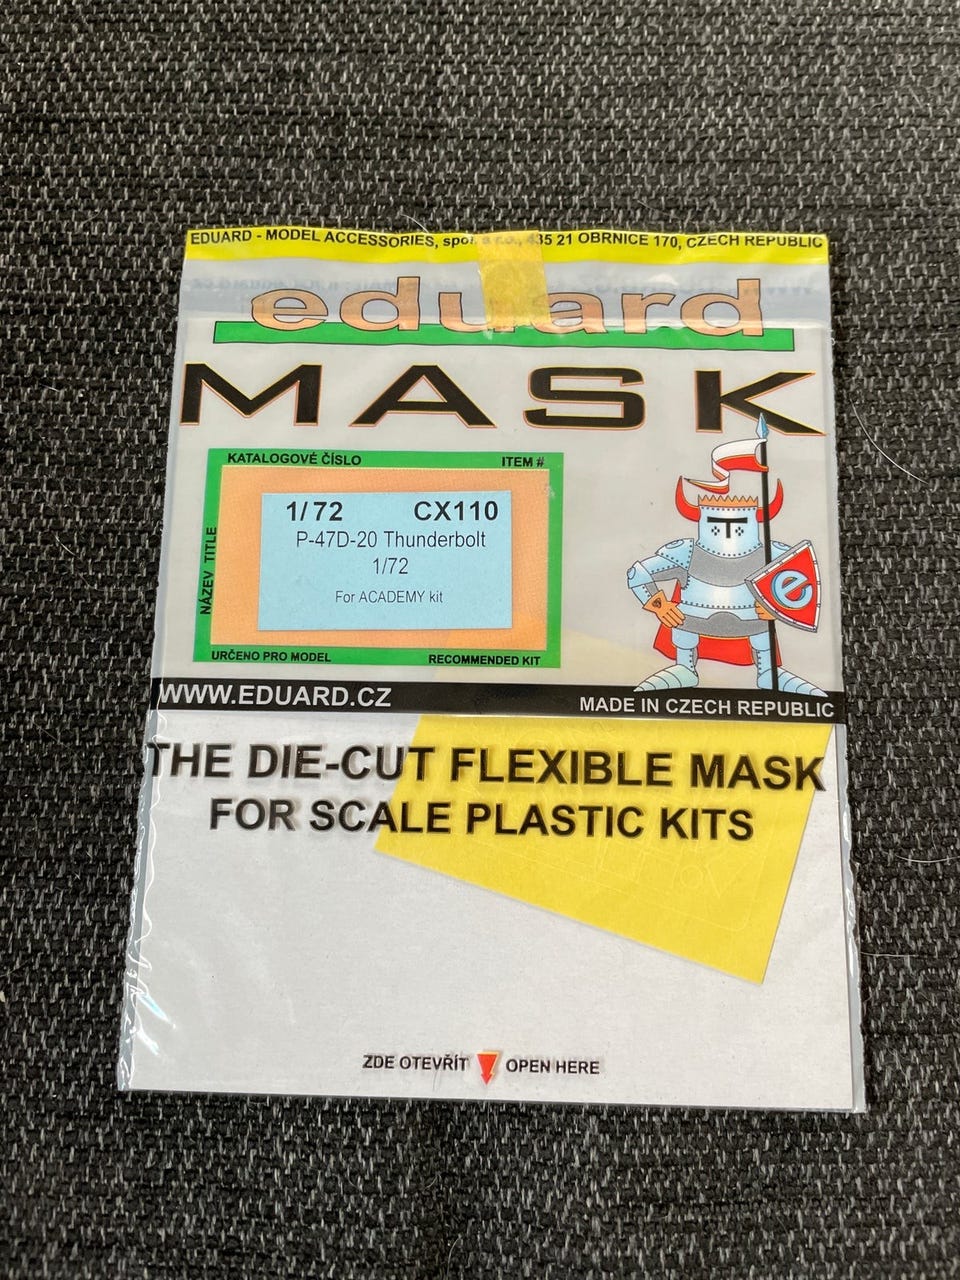 EDUARD - MODEL ACCESSORIES, spol. s r.o., 435 21 OBRNICE 170, CZECH REPUBLIC
eduard
MASK
KATALOGOVÉ ČÍSLO ITEM #
NÁZEV TITLE
1/72 CX110
P-47D-20 Thunderbolt
1/72
For ACADEMY kit
URČENO PRO MODEL RECOMMENDED KIT
e
WWW.EDUARD.CZ MADE IN CZECH REPUBLIC
THE DIE-CUT FLEXIBLE MASK
FOR SCALE PLASTIC KITS
ZDE OTEVŘÍT OPEN HERE